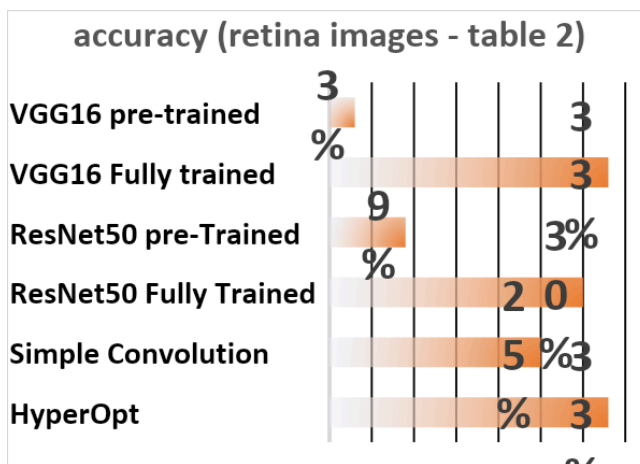 accuracy (retina images - table 2)
3
%
VGG16 pre-trained
3
VGG16 Fully trained
3
9
%
ResNet50 pre-Trained
3%
ResNet50 Fully Trained
2 0
Simple Convolution
5 %3
HyperOpt
% 3
%